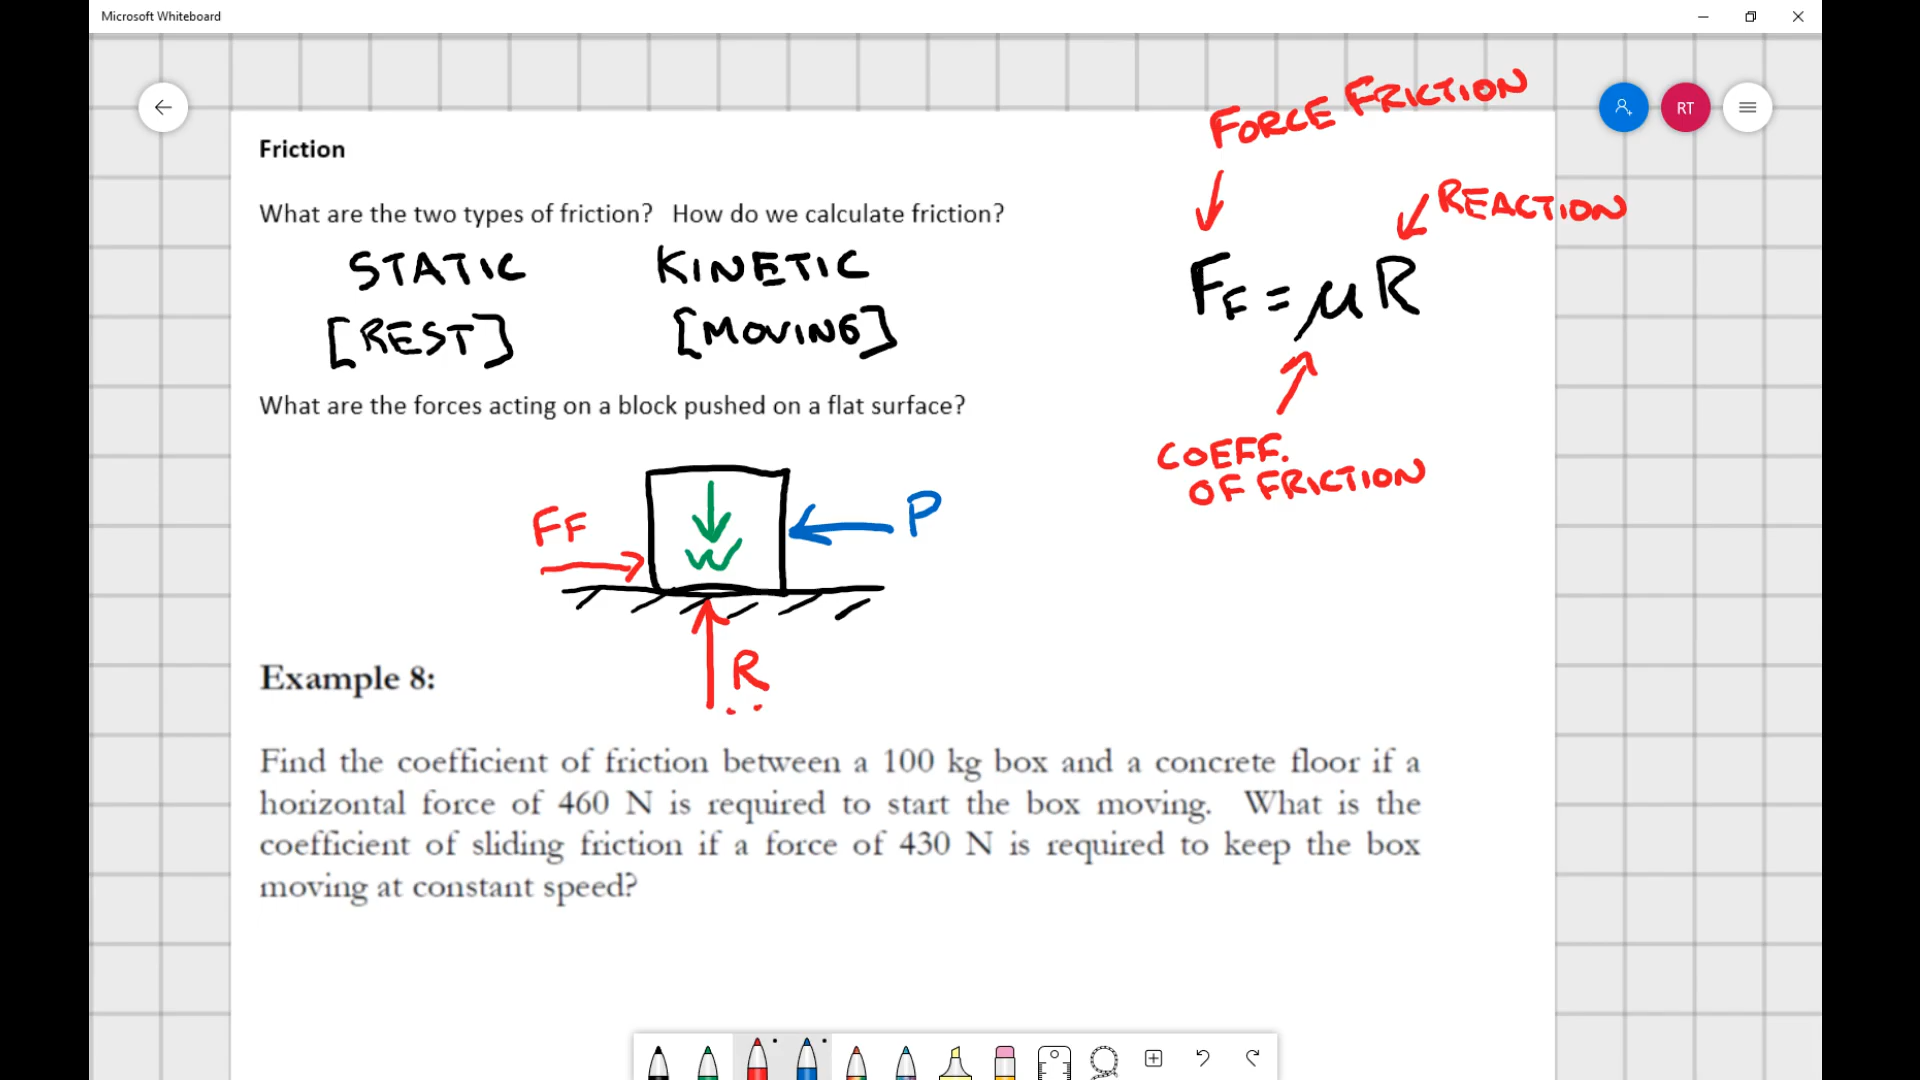 Microsoft Whiteboard
FORCE FRICTION
RT
Friction
REACTION
What are the two types of friction? How do we calculate friction?
STATIC KINETIC
F_F = μR
[REST] [MOVING]
What are the forces acting on a block pushed on a flat surface?
COEFF.
OF FRICTION
F_F
P
W
R
Example 8:
Find the coefficient of friction between a 100 kg box and a concrete floor if a
horizontal force of 460 N is required to start the box moving. What is the
coefficient of sliding friction if a force of 430 N is required to keep the box
moving at constant speed?